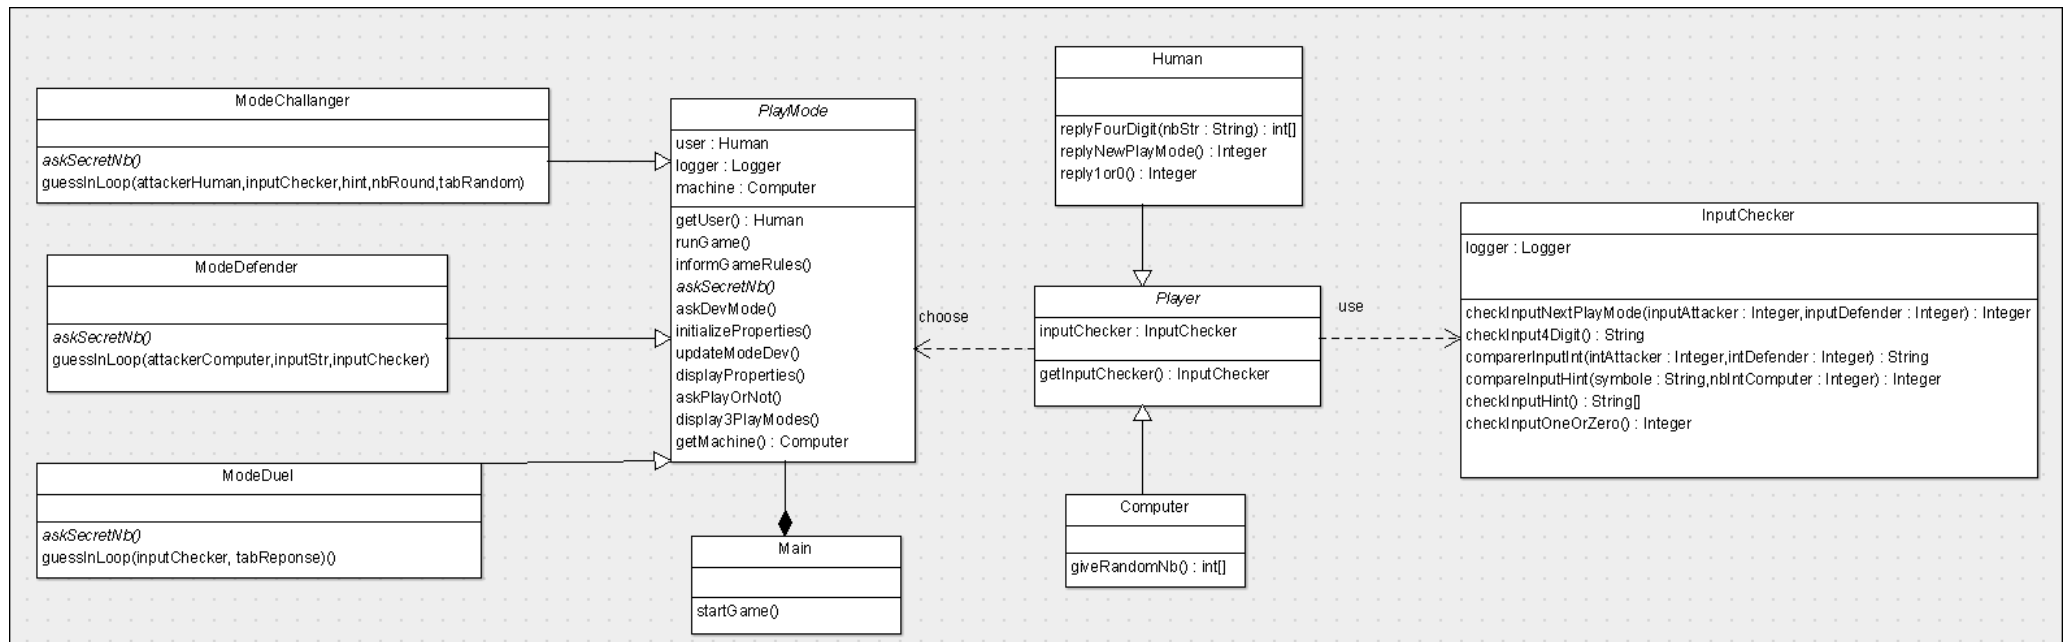 ModeChallanger
askSecretNb()
guessInLoop(attackerHuman,inputChecker,hint,nbRound,tabRandom)
ModeDefender
askSecretNb()
guessInLoop(attackerComputer,inputStr,inputChecker)
ModeDuel
askSecretNb()
guessInLoop(inputChecker, tabReponse)()
PlayMode
user : Human
logger : Logger
machine : Computer
getUser() : Human
runGame()
informGameRules()
askSecretNb()
askDevMode()
initializeProperties()
updateModeDev()
displayProperties()
askPlayOrNot()
display3PlayModes()
getMachine() : Computer
Main
startGame()
choose
Human
replyFourDigit(nbStr : String) : int[]
replyNewPlayMode() : Integer
reply1or0() : Integer
Player
inputChecker : InputChecker
getInputChecker() : InputChecker
Computer
giveRandomNb() : int[]
use
InputChecker
logger : Logger
checkInputNextPlayMode(inputAttacker : Integer,inputDefender : Integer) : Integer
checkInput4Digit() : String
comparerInputInt(intAttacker : Integer,intDefender : Integer) : String
compareInputHint(symbole : String,nbIntComputer : Integer) : Integer
checkInputHint() : String[]
checkInputOneOrZero() : Integer